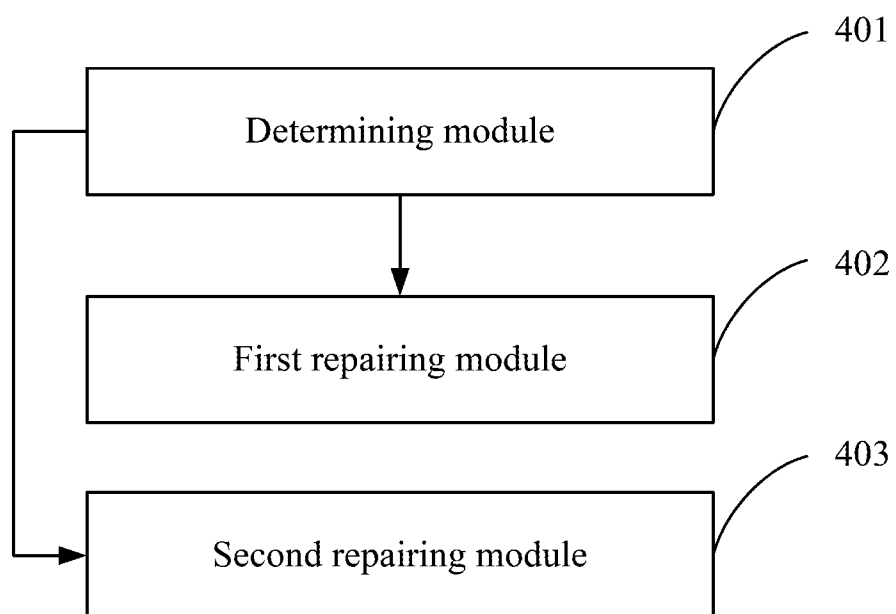 401
Determining module
402
First repairing module
403
Second repairing module